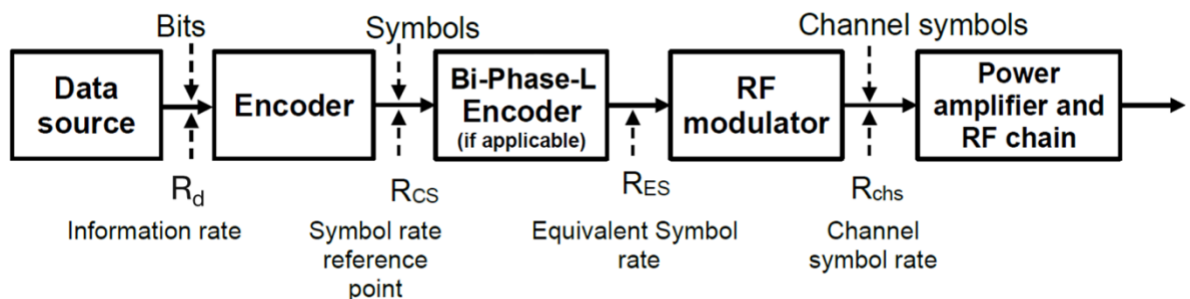 Bits
Symbols
Channel symbols
Data
source
Encoder
Bi-Phase-L
Encoder
(if applicable)
RF
modulator
Power
amplifier and
RF chain
Rd
RCS
RES
Rchs
Information rate
Symbol rate
reference
point
Equivalent Symbol
rate
Channel
symbol rate